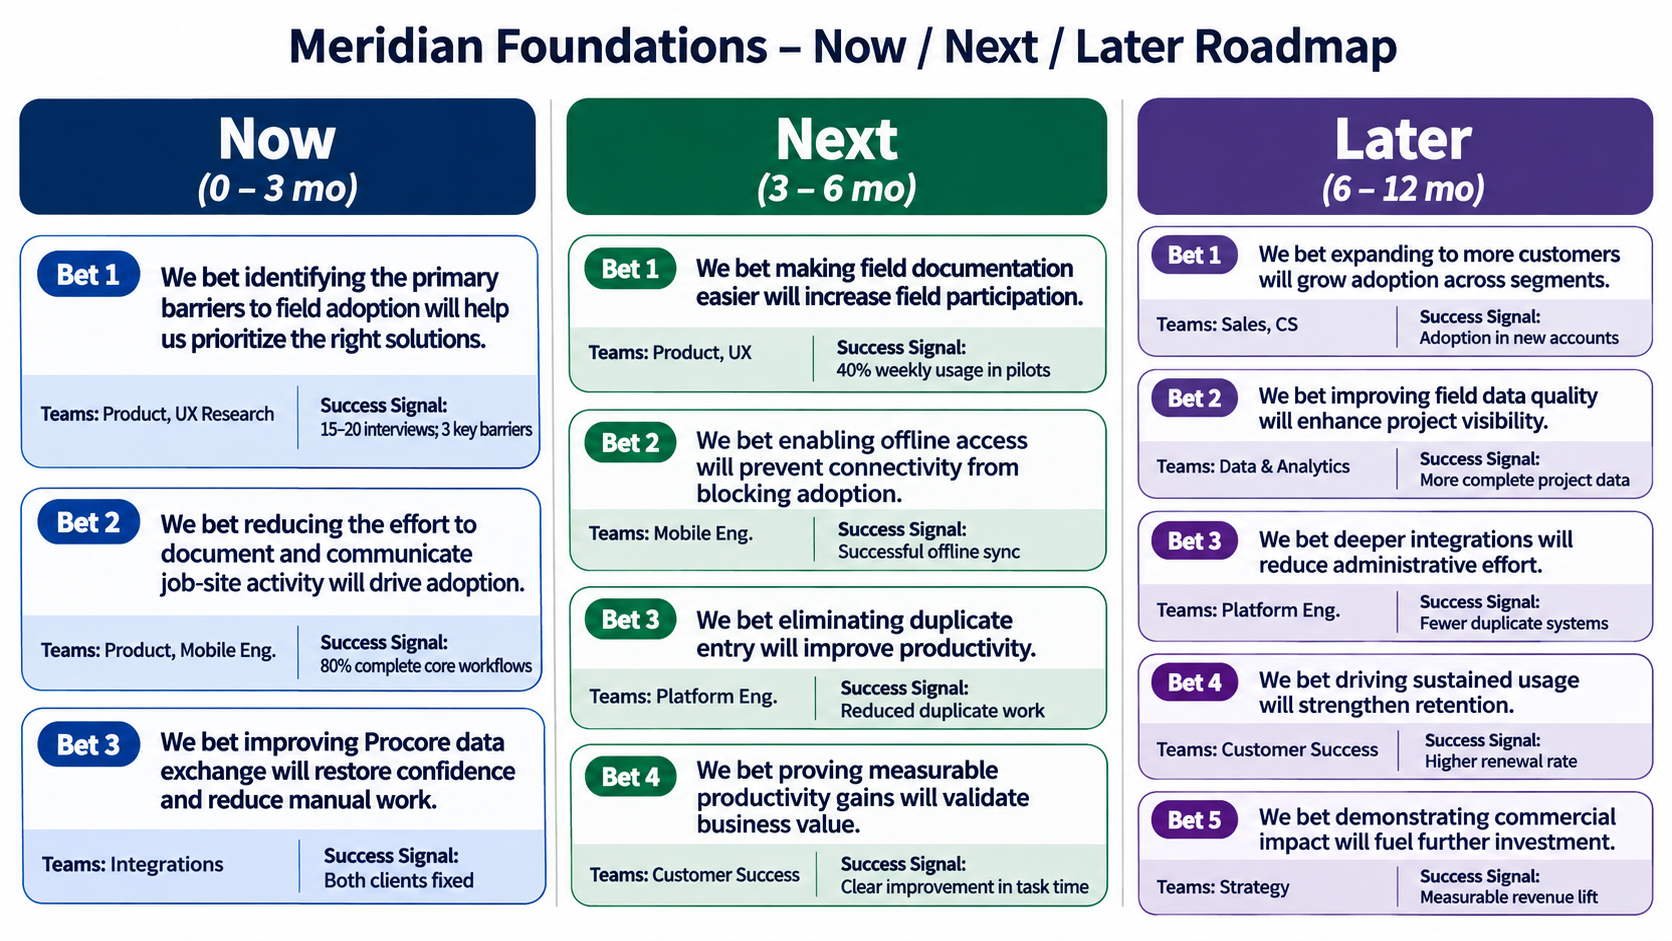 Meridian Foundations – Now / Next / Later Roadmap
Now
(0 – 3 mo)
Bet 1
We bet identifying the primary
barriers to field adoption will help
us prioritize the right solutions.
Teams: Product, UX Research
Success Signal:
15–20 interviews; 3 key barriers
Bet 2
We bet reducing the effort to
document and communicate
job-site activity will drive adoption.
Teams: Product, Mobile Eng.
Success Signal:
80% complete core workflows
Bet 3
We bet improving Procore data
exchange will restore confidence
and reduce manual work.
Teams: Integrations
Success Signal:
Both clients fixed
Next
(3 – 6 mo)
Bet 1
We bet making field documentation
easier will increase field participation.
Teams: Product, UX
Success Signal:
40% weekly usage in pilots
Bet 2
We bet enabling offline access
will prevent connectivity from
blocking adoption.
Teams: Mobile Eng.
Success Signal:
Successful offline sync
Bet 3
We bet eliminating duplicate
entry will improve productivity.
Teams: Platform Eng.
Success Signal:
Reduced duplicate work
Bet 4
We bet proving measurable
productivity gains will validate
business value.
Teams: Customer Success
Success Signal:
Clear improvement in task time
Later
(6 – 12 mo)
Bet 1
We bet expanding to more customers
will grow adoption across segments.
Teams: Sales, CS
Success Signal:
Adoption in new accounts
Bet 2
We bet improving field data quality
will enhance project visibility.
Teams: Data & Analytics
Success Signal:
More complete project data
Bet 3
We bet deeper integrations will
reduce administrative effort.
Teams: Platform Eng.
Success Signal:
Fewer duplicate systems
Bet 4
We bet driving sustained usage
will strengthen retention.
Teams: Customer Success
Success Signal:
Higher renewal rate
Bet 5
We bet demonstrating commercial
impact will fuel further investment.
Teams: Strategy
Success Signal:
Measurable revenue lift